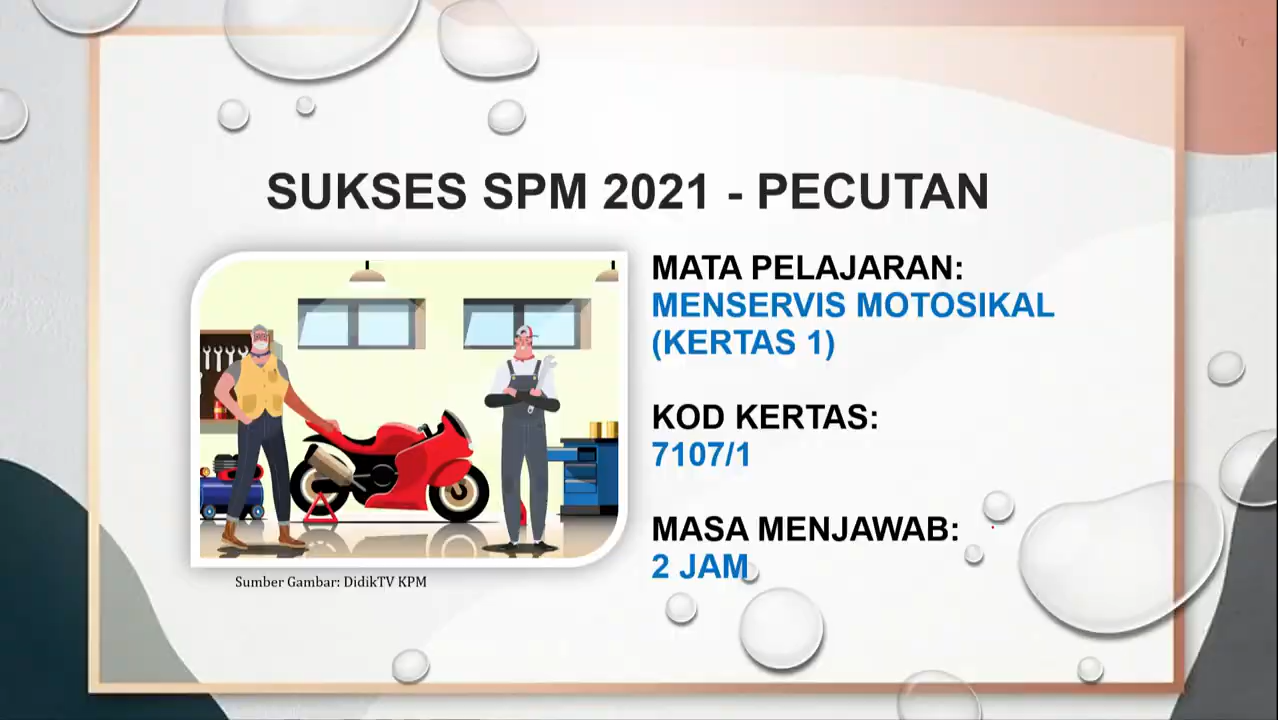 SUKSES SPM 2021 - PECUTAN
MATA PELAJARAN:
MENSERVIS MOTOSIKAL
(KERTAS 1)
KOD KERTAS:
7107/1
MASA MENJAWAB:
2 JAM
Sumber Gambar: DidikTV KPM